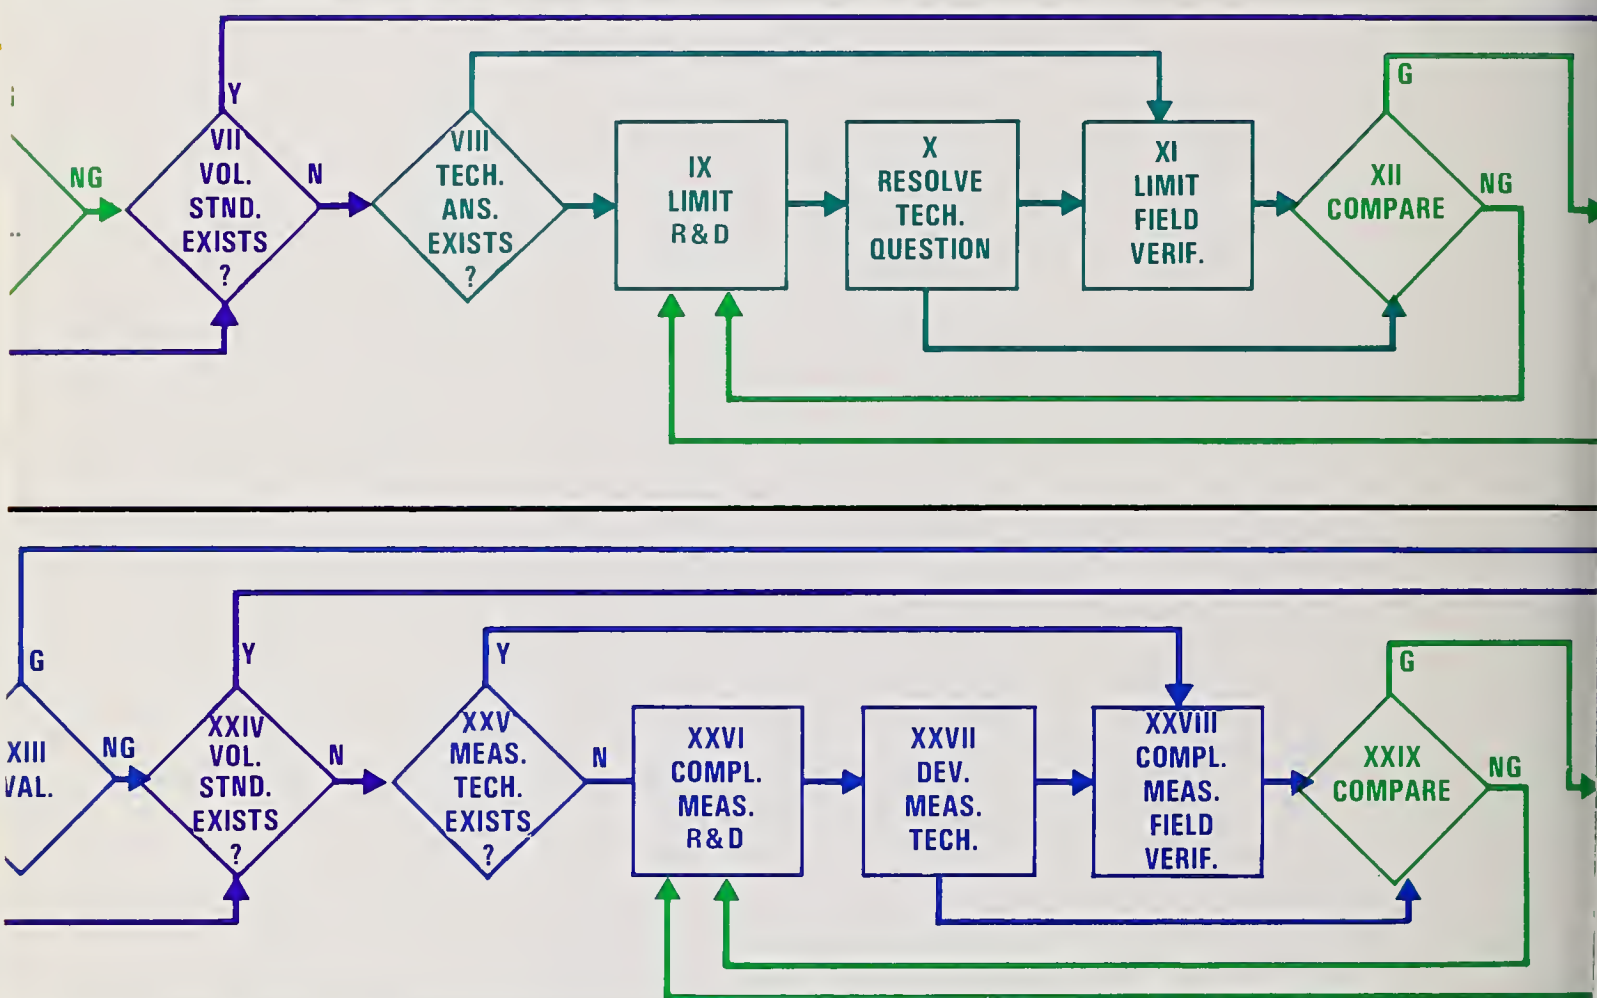 Y
VII
VOL.
STND.
EXISTS
?
NG
N
VIII
TECH.
ANS.
EXISTS
?
IX
LIMIT
R&D
X
RESOLVE
TECH.
QUESTION
XI
LIMIT
FIELD
VERIF.
G
XII
COMPARE
NG
G
XIII
VAL.
NG
Y
XXIV
VOL.
STND.
EXISTS
?
N
Y
XXV
MEAS.
TECH.
EXISTS
?
N
XXVI
COMPL.
MEAS.
R&D
XXVII
DEV.
MEAS.
TECH.
XXVIII
COMPL.
MEAS.
FIELD
VERIF.
G
XXIX
COMPARE
NG